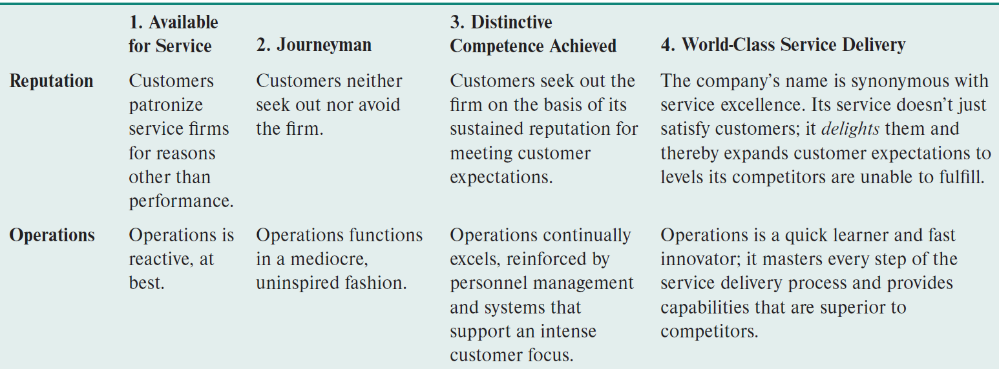 1. Available
for Service
2. Journeyman
3. Distinctive
Competence Achieved
4. World-Class Service Delivery
Reputation
Customers
patronize
service firms
for reasons
other than
performance.
Customers neither
seek out nor avoid
the firm.
Customers seek out the
firm on the basis of its
sustained reputation for
meeting customer
expectations.
The company’s name is synonymous with
service excellence. Its service doesn’t just
satisfy customers; it delights them and
thereby expands customer expectations to
levels its competitors are unable to fulfill.
Operations
Operations is
reactive, at
best.
Operations functions
in a mediocre,
uninspired fashion.
Operations continually
excels, reinforced by
personnel management
and systems that
support an intense
customer focus.
Operations is a quick learner and fast
innovator; it masters every step of the
service delivery process and provides
capabilities that are superior to
competitors.